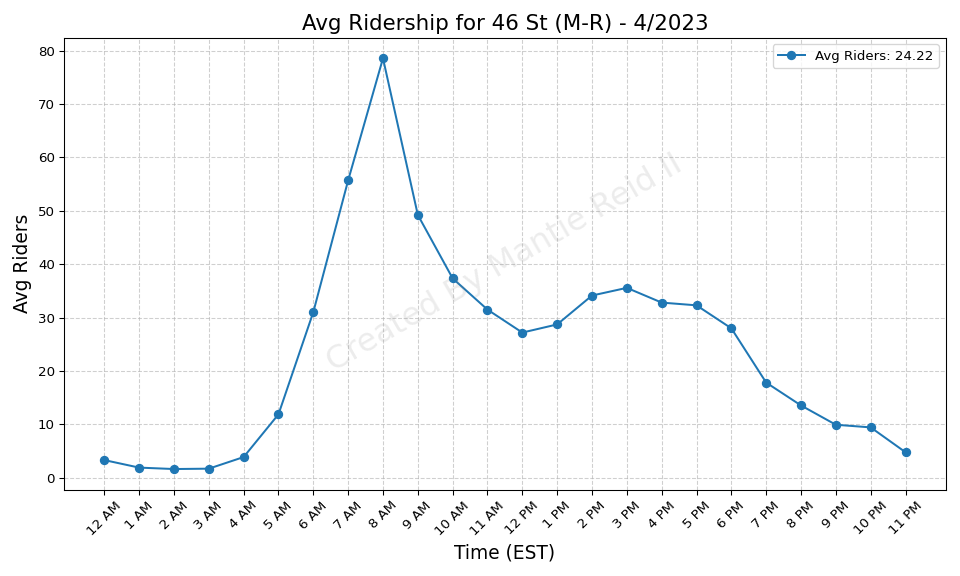 Avg Ridership for 46 St (M-R) - 4/2023
Avg Riders: 24.22
Avg Riders
80
70
60
50
40
30
20
10
0
Created By Mantie Reid II
12 AM
1 AM
2 AM
3 AM
4 AM
5 AM
6 AM
7 AM
8 AM
9 AM
10 AM
11 AM
12 PM
1 PM
2 PM
3 PM
4 PM
5 PM
6 PM
7 PM
8 PM
9 PM
10 PM
11 PM
Time (EST)